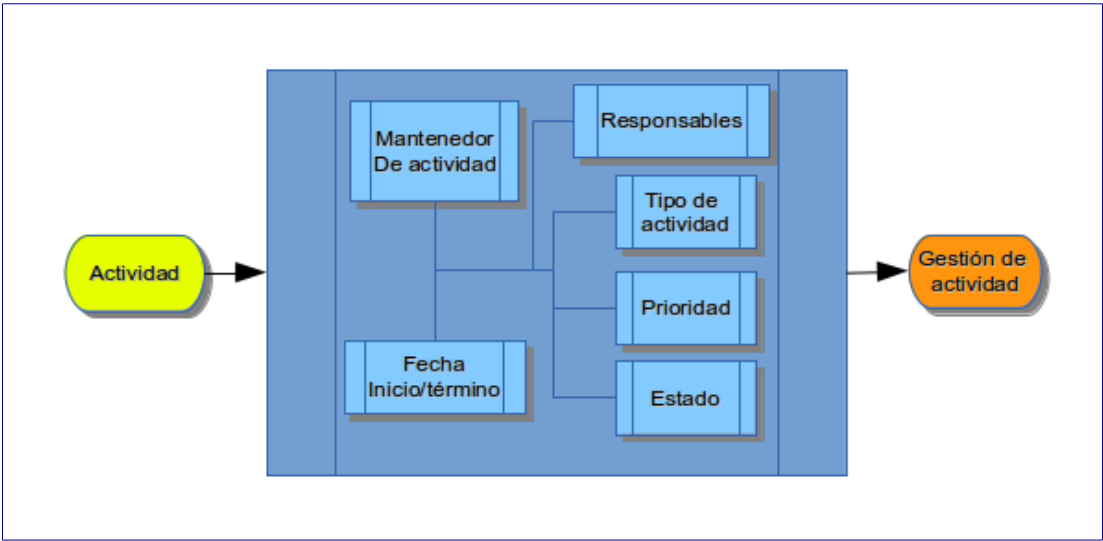 Actividad
Mantenedor
De actividad
Fecha
Inicio/término
Responsables
Tipo de
actividad
Prioridad
Estado
Gestión de
actividad